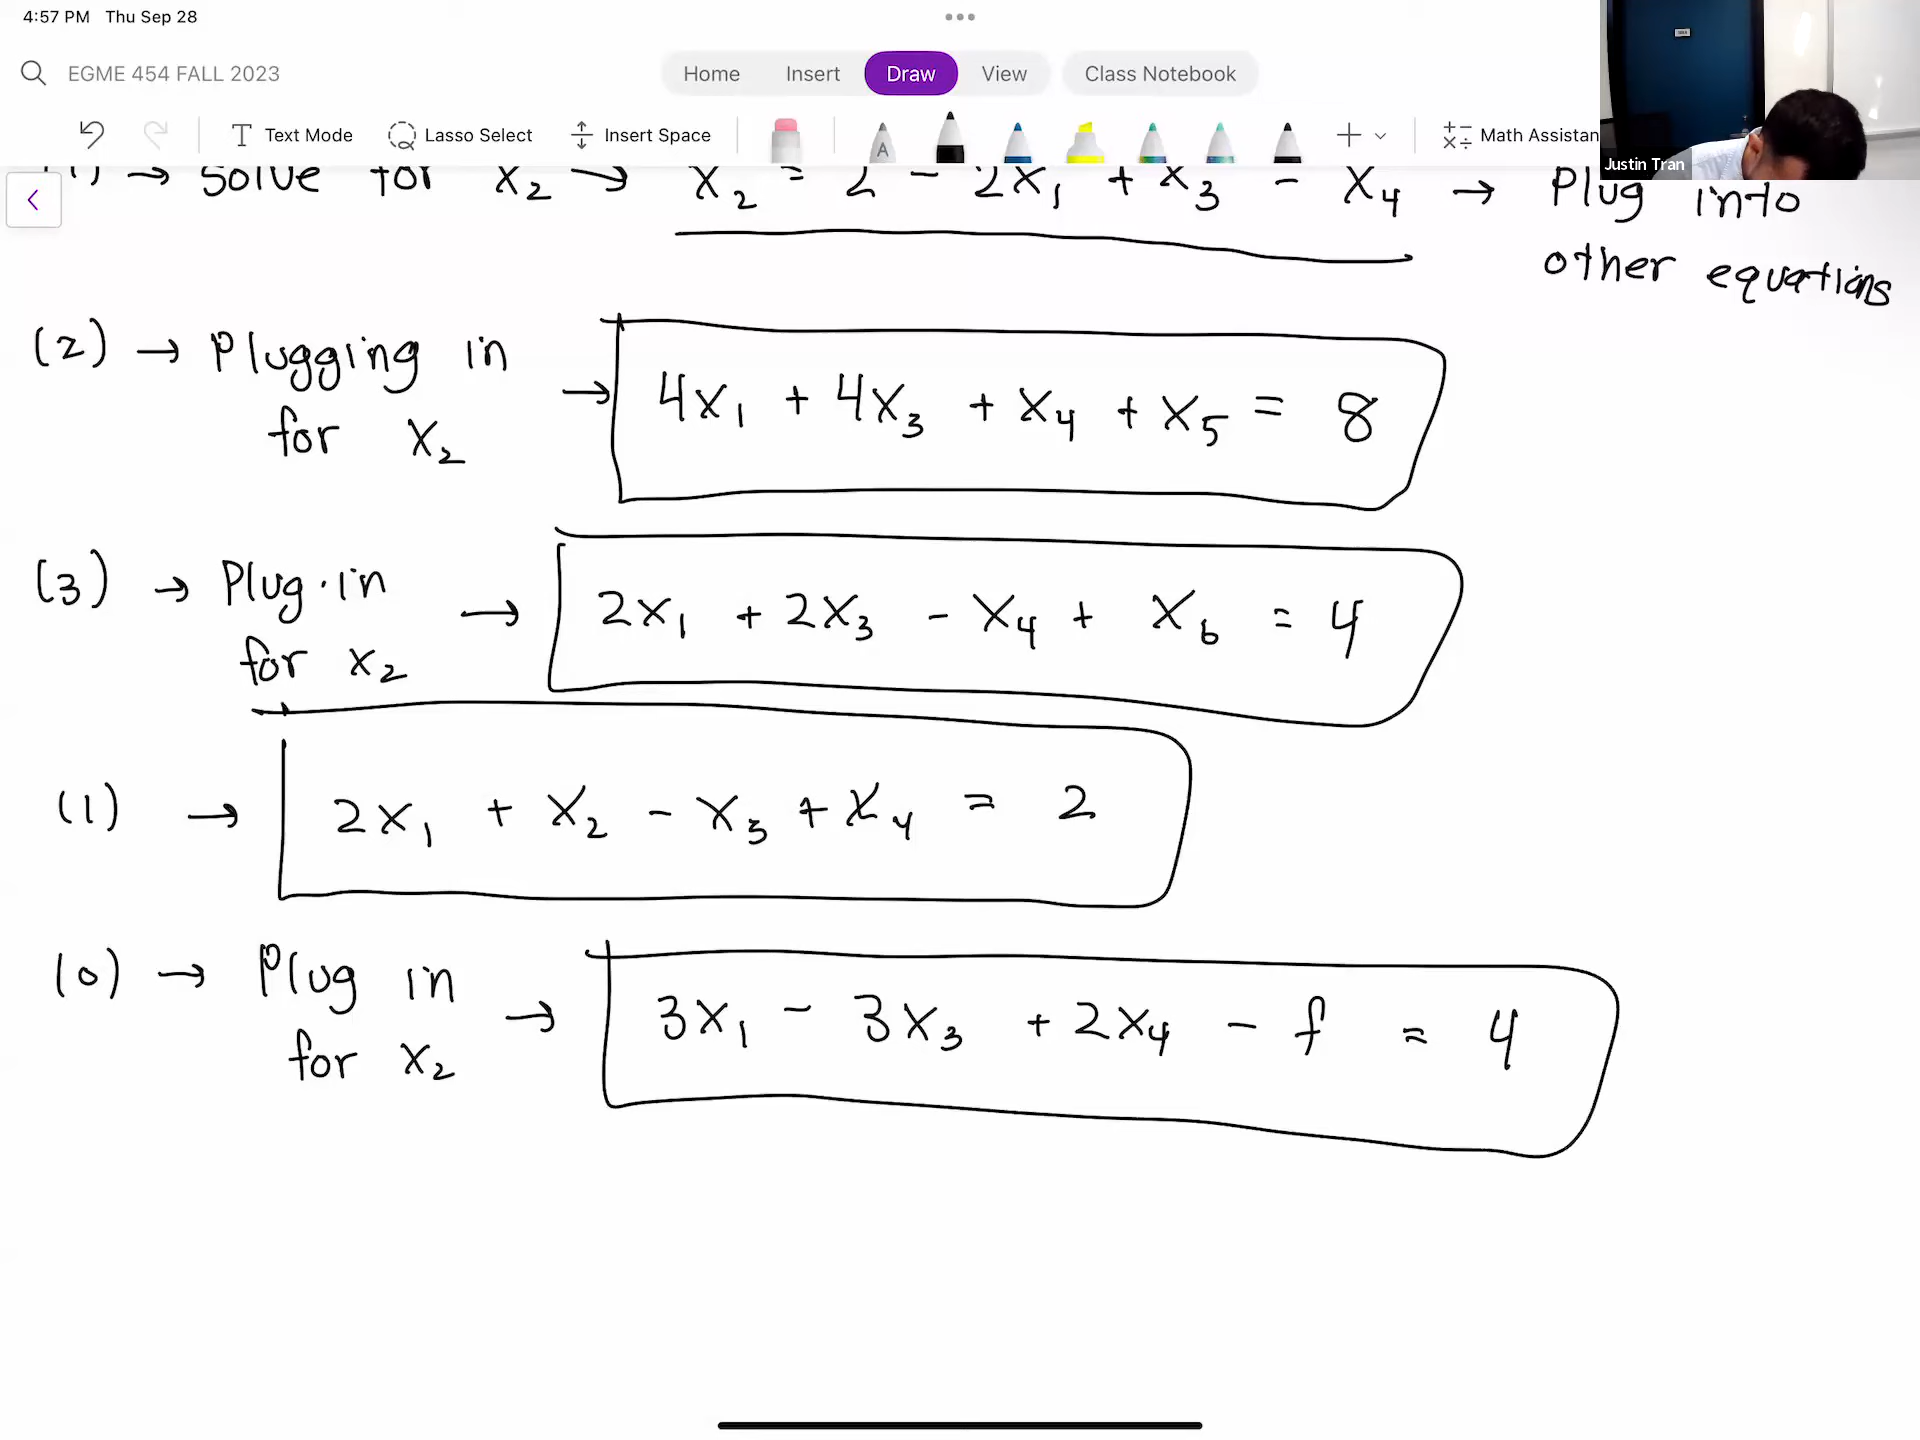 4:57 PM Thu Sep 28
EGME 454 FALL 2023
Home Insert Draw View Class Notebook
Text Mode Lasso Select Insert Space A Math Assistan
Justin Tran
(1) → Solve for x₂ → x₂ = 2 - 2x₁ + x₃ - x₄ → Plug into
other equations
(2) → Plugging in
for x₂
→ 4x₁ + 4x₃ + x₄ + x₅ = 8
(3) → Plug in
for x₂
→ 2x₁ + 2x₃ - x₄ + x₆ = 4
(1) → 2x₁ + x₂ - x₃ + x₄ = 2
(0) → Plug in
for x₂
→ 3x₁ - 3x₃ + 2x₄ - f = 4